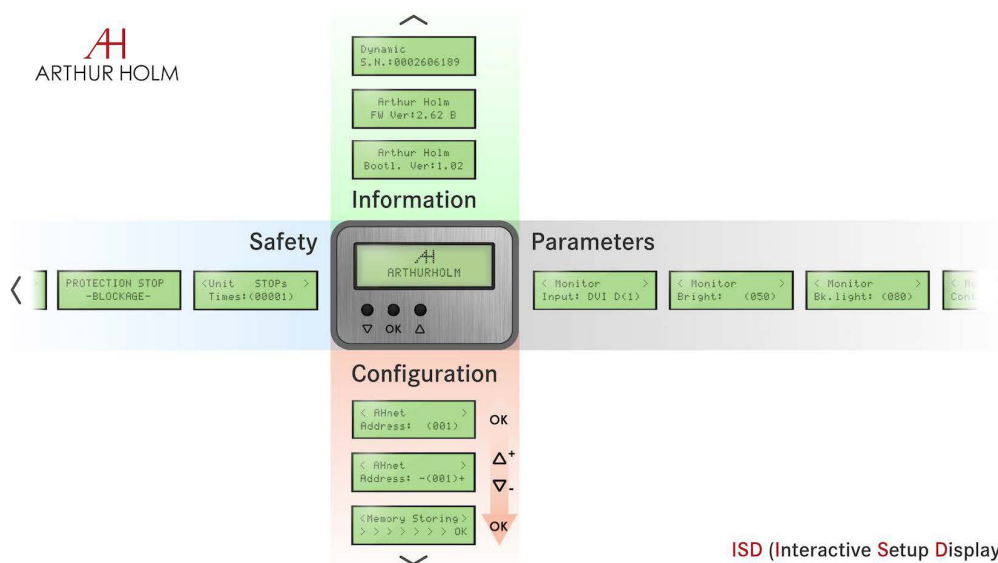 AH
ARTHUR HOLM
Dynamic
S.N.:0002606189
Arthur Holm
FW Ver:2.62 B
Arthur Holm
Bootl. Ver:1.02
Information
Safety
PROTECTION STOP
-BLOCKAGE-
<Unit STOPs >
Times:(00001)
AH
ARTHURHOLM
▽ OK △
Parameters
< Monitor >
Input: DVI D(1)
< Monitor >
Bright: (050)
< Monitor >
Bk.light: (080)
Configuration
< AHnet >
Address: (001)
OK
< AHnet >
Address: -(001)+
△+
▽-
<Memory Storing>
> > > > > > > OK
OK
ISD (Interactive Setup Display